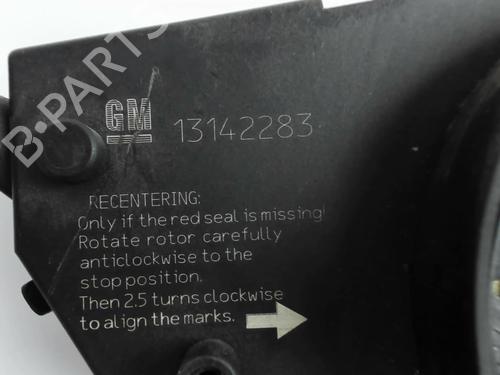 B-PARTS
GM
13142283
RECENTERING:
Only if the red seal is missing!
Rotate rotor carefully
anticlockwise to the
stop position.
Then 2.5 turns clockwise
to align the marks.